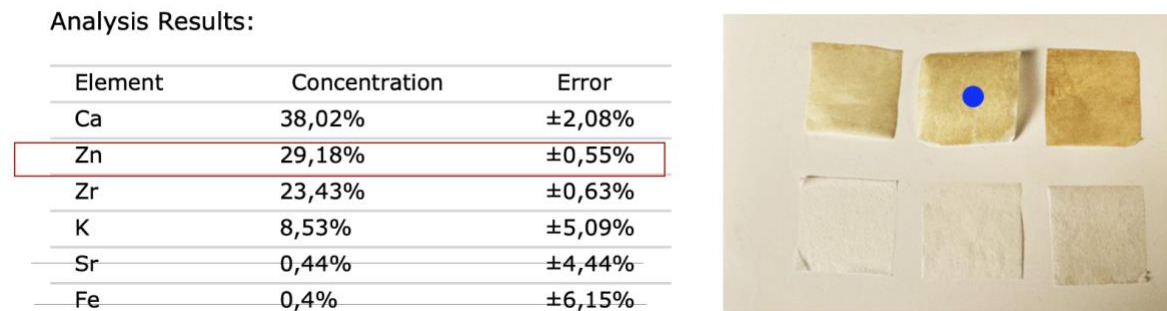 Analysis Results:
Element Concentration Error
Ca 38,02% ±2,08%
Zn 29,18% ±0,55%
Zr 23,43% ±0,63%
K 8,53% ±5,09%
Sr 0,44% ±4,44%
Fe 0,4% ±6,15%